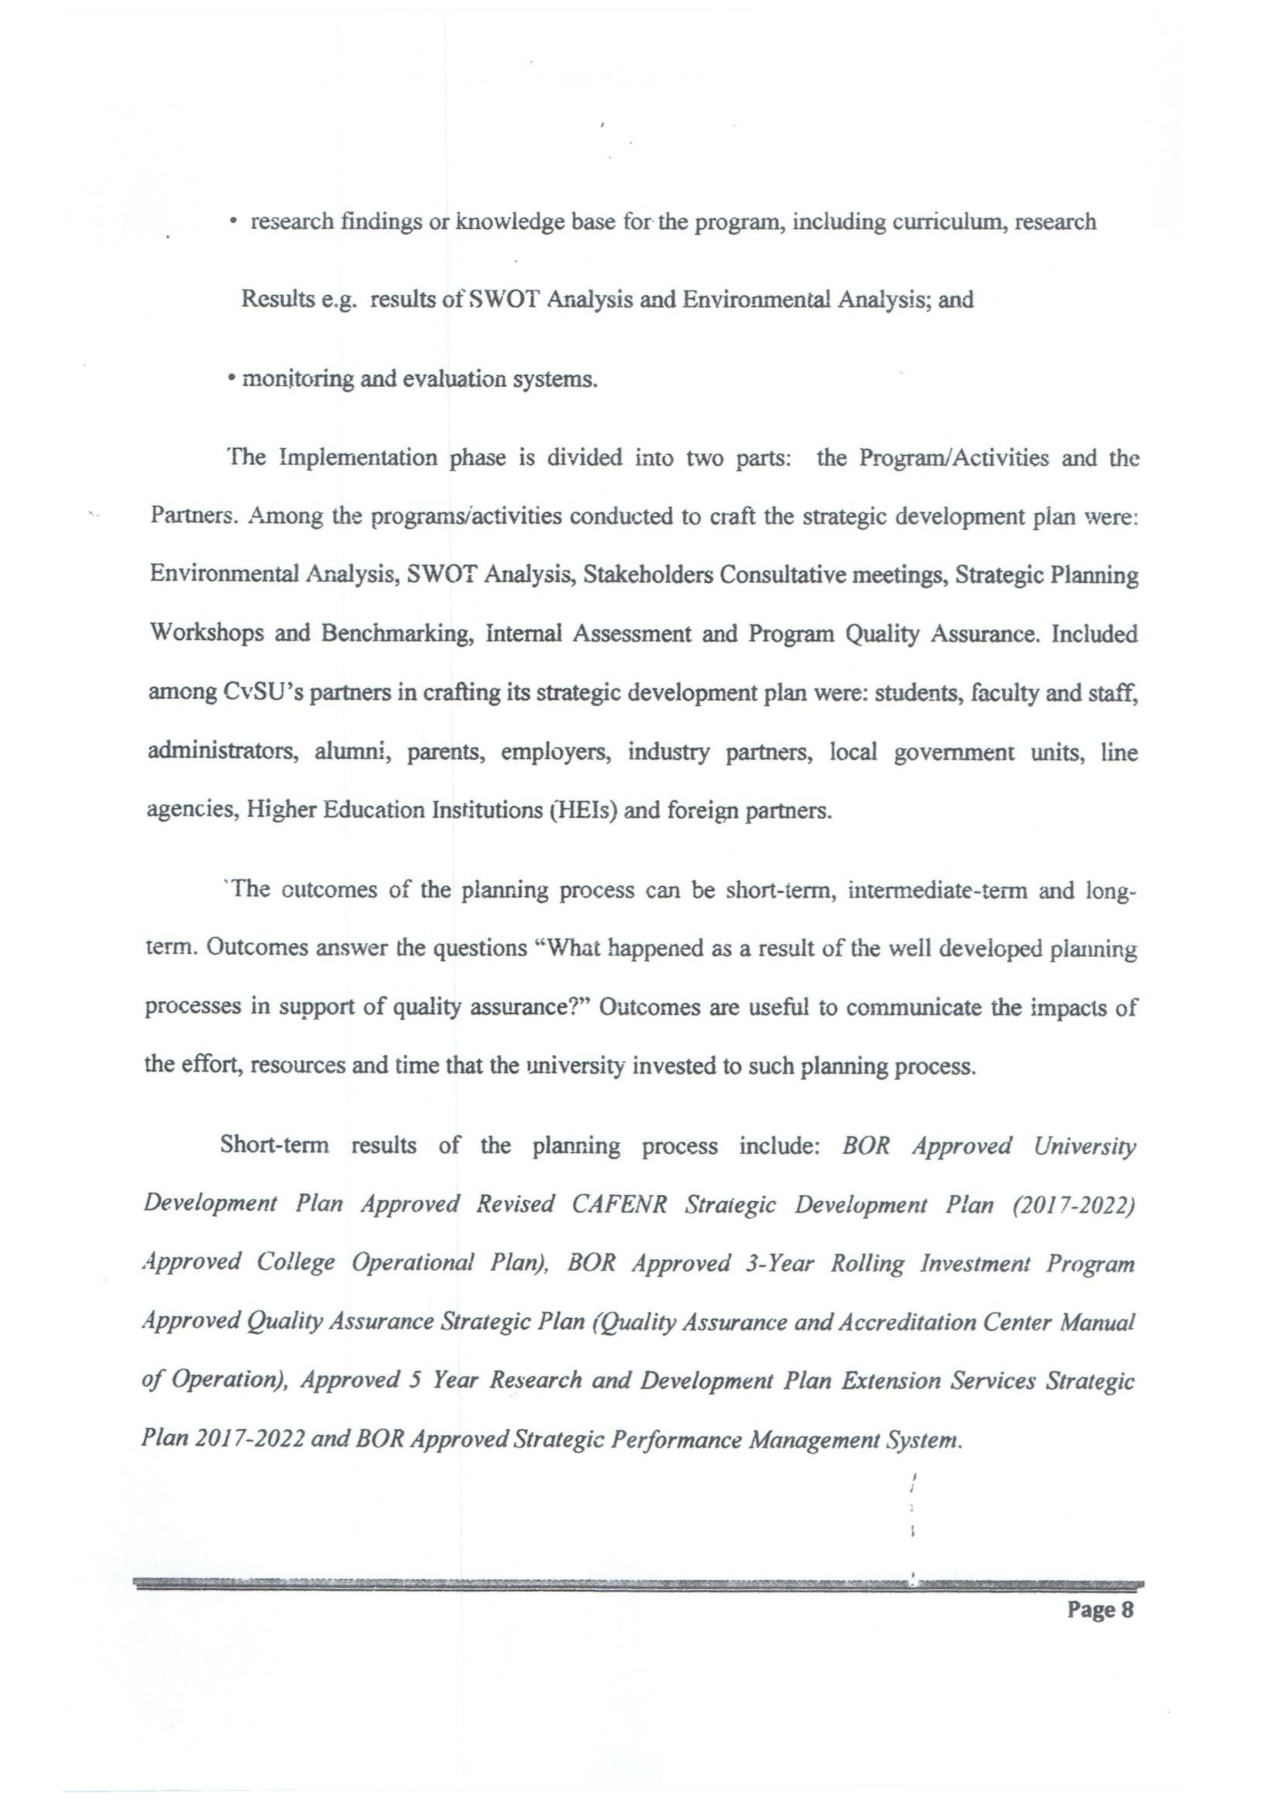 • research findings or knowledge base for the program, including curriculum, research
Results e.g. results of SWOT Analysis and Environmental Analysis; and
• monitoring and evaluation systems.
The Implementation phase is divided into two parts: the Program/Activities and the
Partners. Among the programs/activities conducted to craft the strategic development plan were:
Environmental Analysis, SWOT Analysis, Stakeholders Consultative meetings, Strategic Planning
Workshops and Benchmarking, Internal Assessment and Program Quality Assurance. Included
among CvSU's partners in crafting its strategic development plan were: students, faculty and staff,
administrators, alumni, parents, employers, industry partners, local government units, line
agencies, Higher Education Institutions (HEIs) and foreign partners.
`The outcomes of the planning process can be short-term, intermediate-term and long-
term. Outcomes answer the questions “What happened as a result of the well developed planning
processes in support of quality assurance?” Outcomes are useful to communicate the impacts of
the effort, resources and time that the university invested to such planning process.
Short-term results of the planning process include: BOR Approved University
Development Plan Approved Revised CAFENR Strategic Development Plan (2017-2022)
Approved College Operational Plan), BOR Approved 3-Year Rolling Investment Program
Approved Quality Assurance Strategic Plan (Quality Assurance and Accreditation Center Manual
of Operation), Approved 5 Year Research and Development Plan Extension Services Strategic
Plan 2017-2022 and BOR Approved Strategic Performance Management System.
Page 8